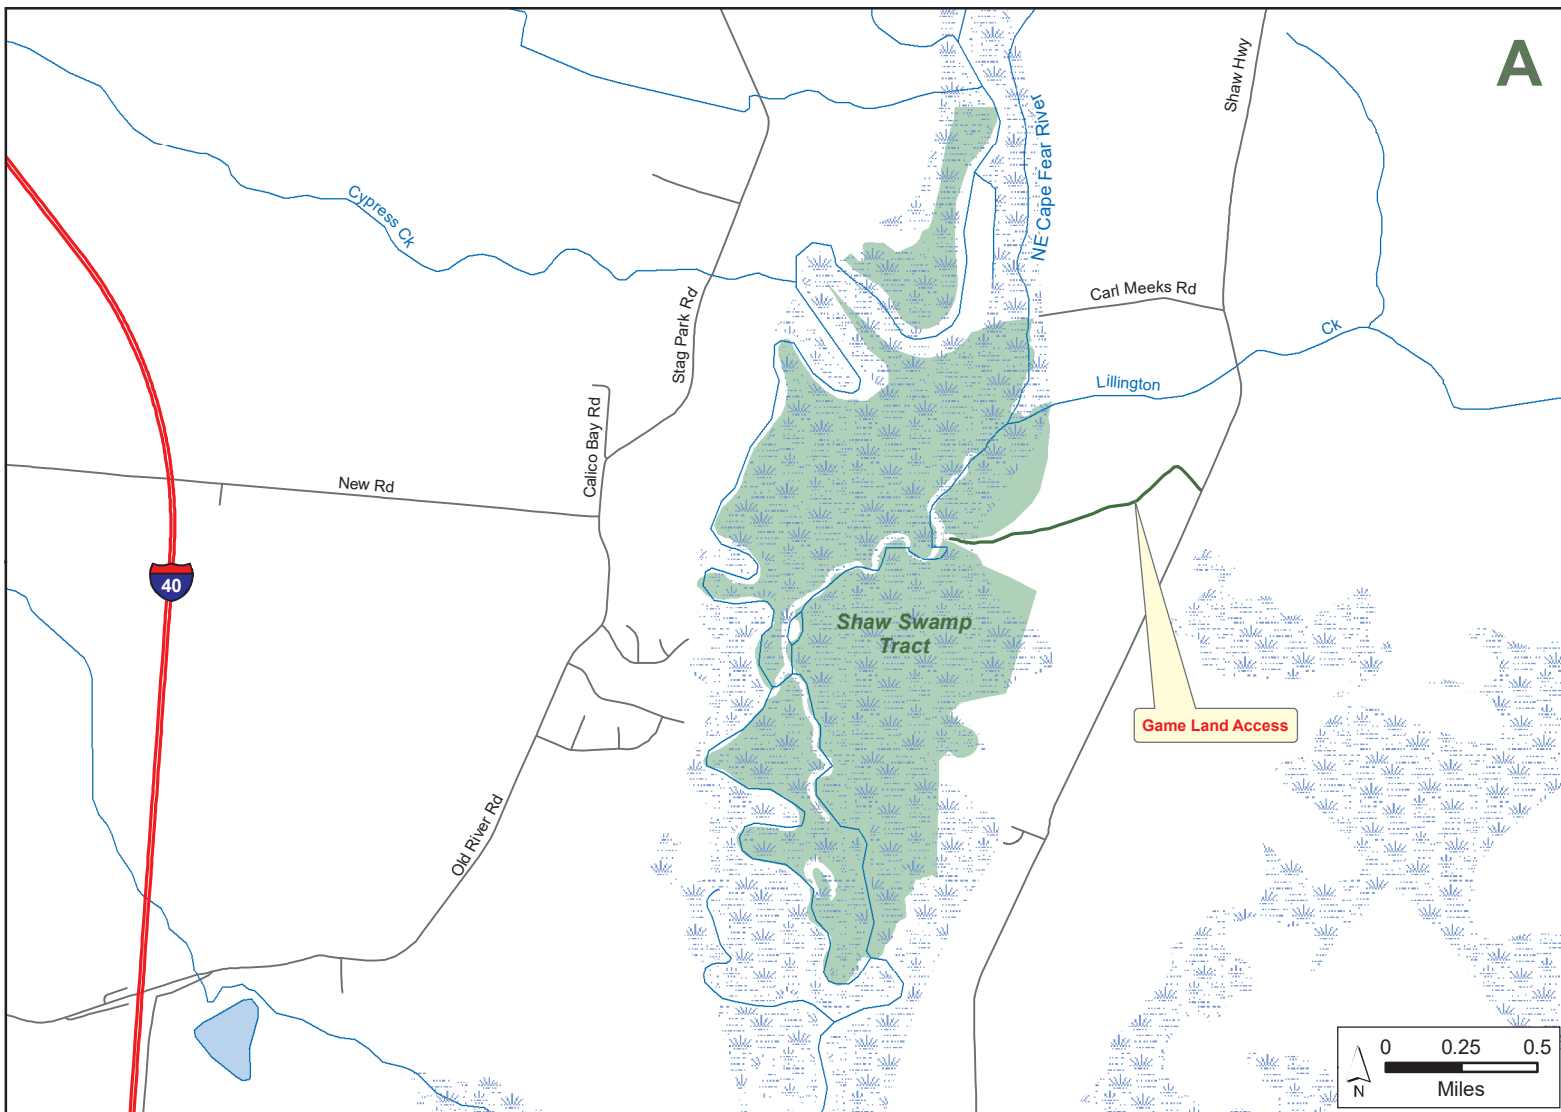 A
Shaw Hwy
NE Cape Fear River
Cypress Ck
Carl Meeks Rd
Stag Park Rd
Ck
Lillington
Calico Bay Rd
New Rd
40
Shaw Swamp
Tract
Game Land Access
Old River Rd
0 0.25 0.5
Miles
N